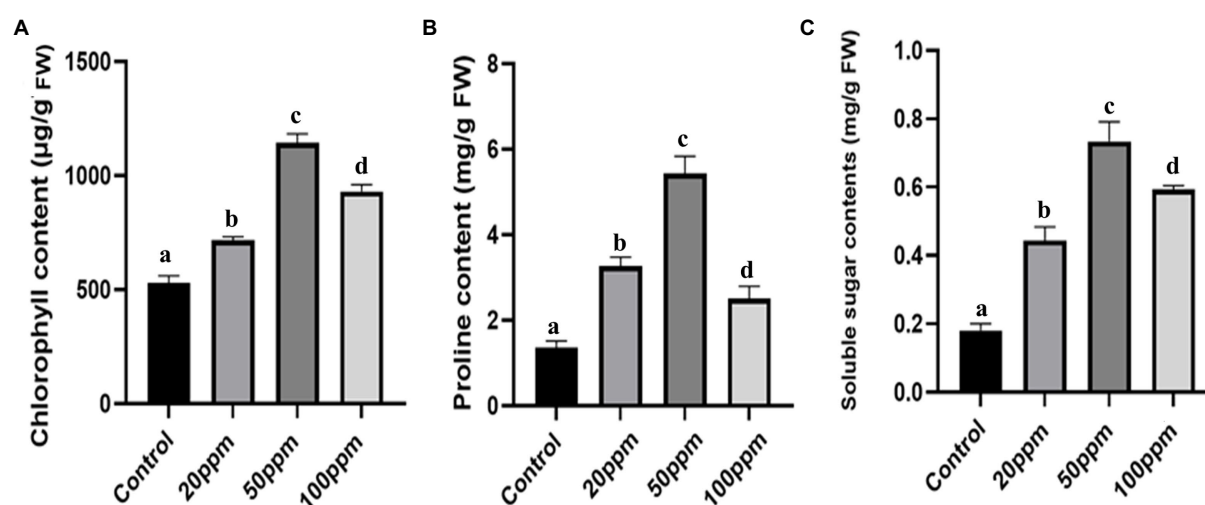 A
Chlorophyll content (µg/g FW)
1500
1000
500
0
a
b
c
d
Control
20ppm
50ppm
100ppm
B
Proline content (mg/g FW)
8
6
4
2
0
a
b
c
d
Control
20ppm
50ppm
100ppm
C
Soluble sugar contents (mg/g FW)
1.0
0.8
0.6
0.4
0.2
0.0
a
b
c
d
Control
20ppm
50ppm
100ppm